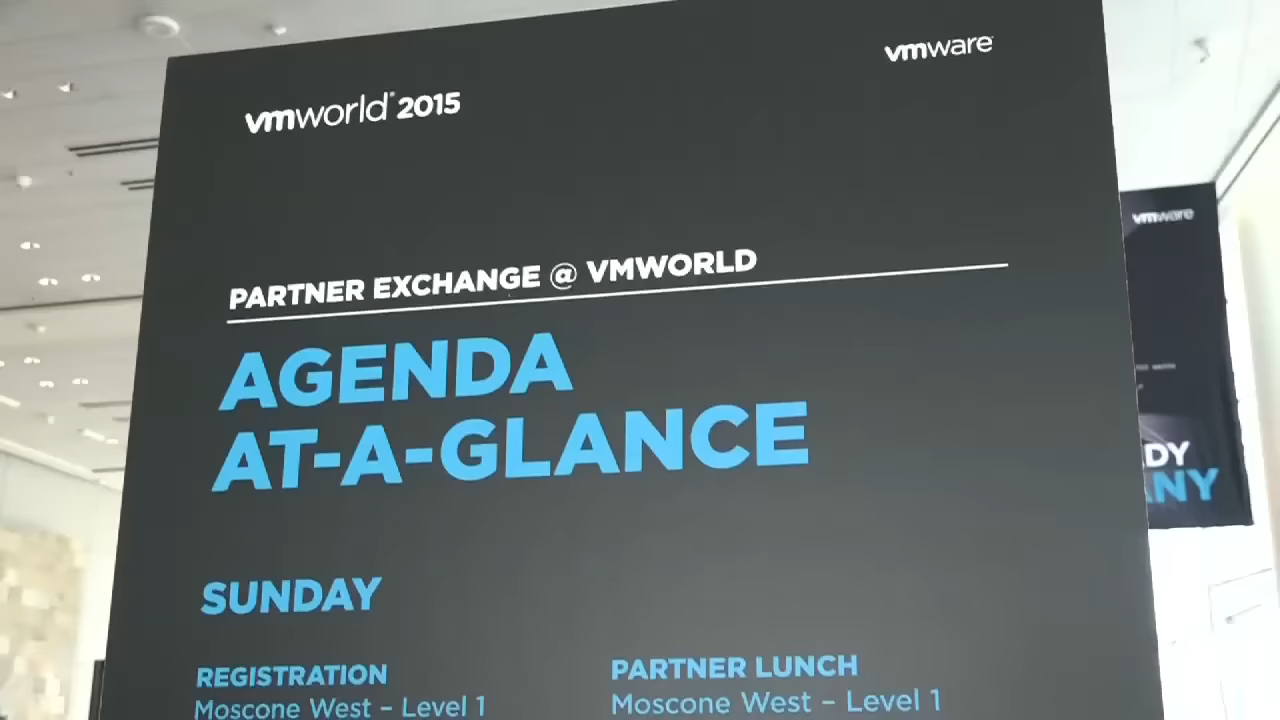 vmworld 2015
vmware
PARTNER EXCHANGE @ VMWORLD
AGENDA
AT-A-GLANCE
SUNDAY
REGISTRATION
Moscone West – Level 1
PARTNER LUNCH
Moscone West – Level 1
vmware